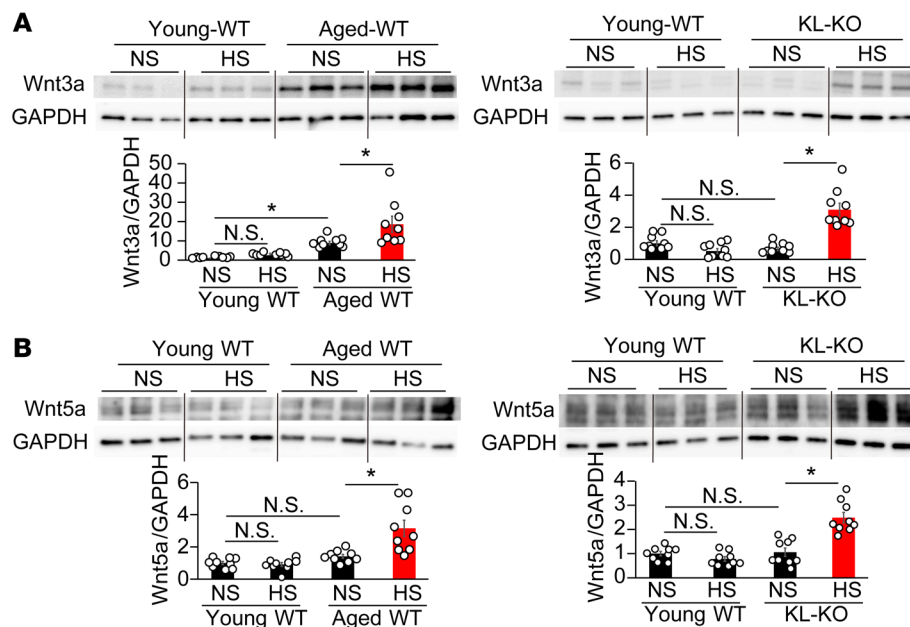 A
Young-WT Aged-WT
NS HS NS HS
Wnt3a
GAPDH
Wnt3a/GAPDH
50
40
30
20
10
0
N.S.
*
*
NS HS NS HS
Young WT Aged WT
Young-WT KL-KO
NS HS NS HS
Wnt3a
GAPDH
Wnt3a/GAPDH
6
4
2
0
N.S.
N.S.
*
NS HS NS HS
Young WT KL-KO
B
Young WT Aged WT
NS HS NS HS
Wnt5a
GAPDH
Wnt5a/GAPDH
6
4
2
0
N.S.
N.S.
*
NS HS NS HS
Young WT Aged WT
Young WT KL-KO
NS HS NS HS
Wnt5a
GAPDH
Wnt5a/GAPDH
4
3
2
1
0
N.S.
N.S.
*
NS HS NS HS
Young WT KL-KO